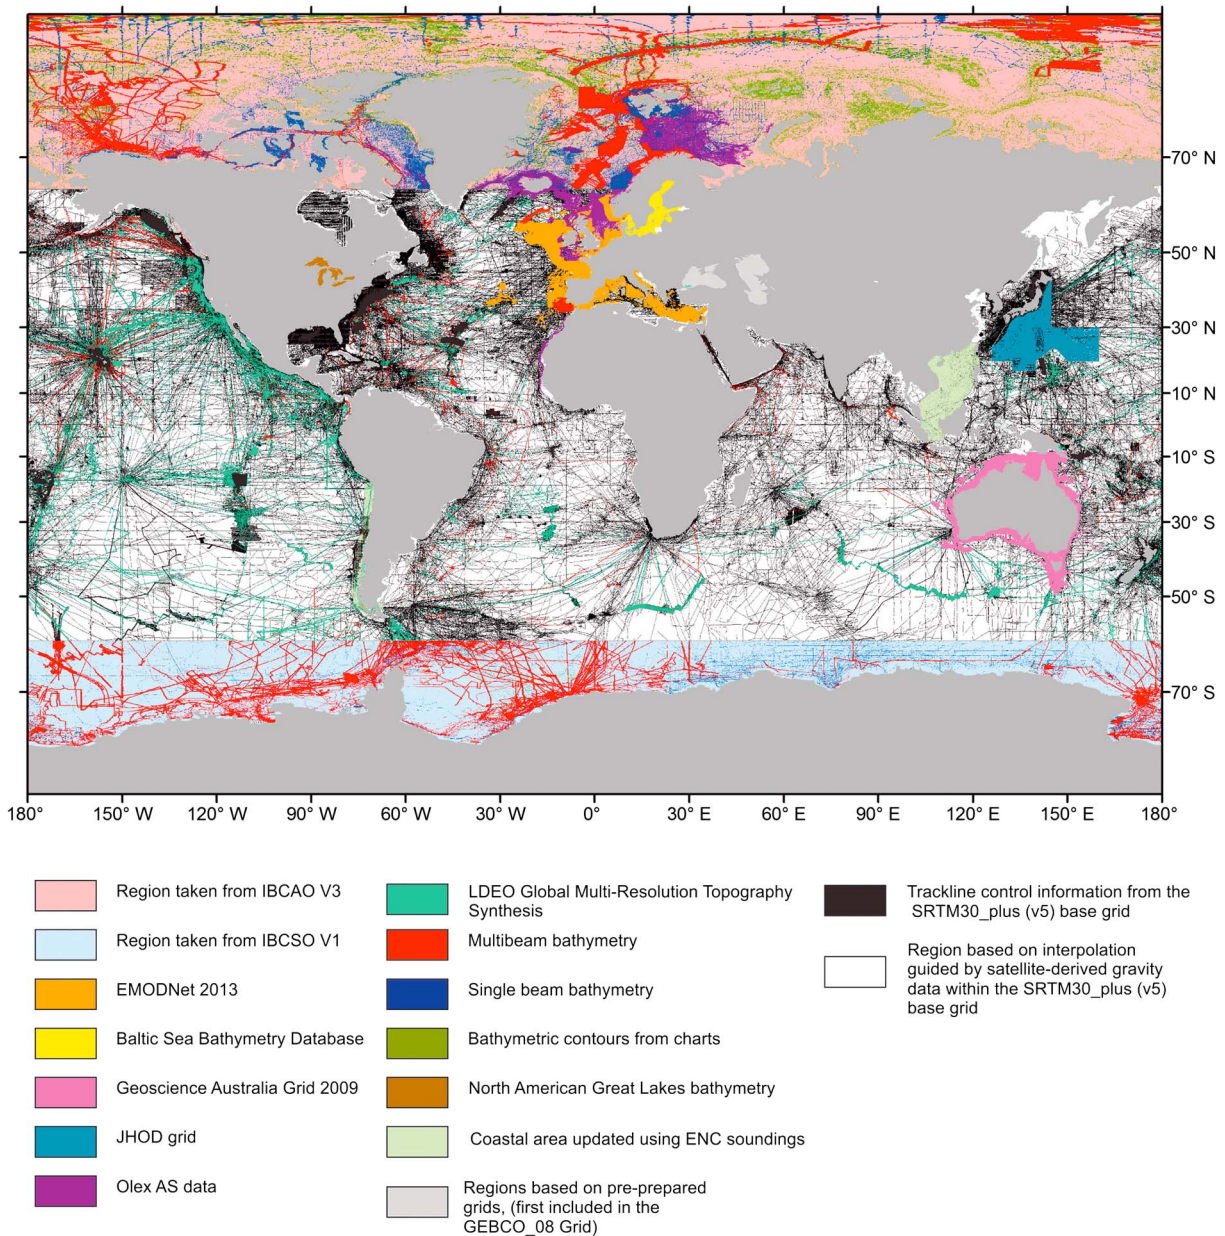 70° N
50° N
30° N
10° N
10° S
30° S
50° S
70° S
180°
150° W
120° W
90° W
60° W
30° W
0°
30° E
60° E
90° E
120° E
150° E
180°
Region taken from IBCAO V3
Region taken from IBCSO V1
EMODNet 2013
Baltic Sea Bathymetry Database
Geoscience Australia Grid 2009
JHOD grid
Olex AS data
LDEO Global Multi-Resolution Topography
Synthesis
Multibeam bathymetry
Single beam bathymetry
Bathymetric contours from charts
North American Great Lakes bathymetry
Coastal area updated using ENC soundings
Regions based on pre-prepared
grids, (first included in the
GEBCO_08 Grid)
Trackline control information from the
SRTM30_plus (v5) base grid
Region based on interpolation
guided by satellite-derived gravity
data within the SRTM30_plus (v5)
base grid